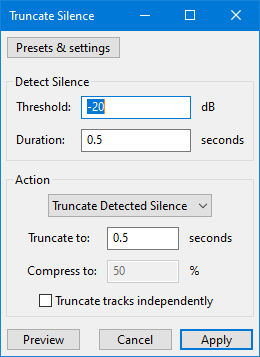 Truncate Silence
Presets & settings
Detect Silence
Threshold: -20 dB
Duration: 0.5 seconds
Action
Truncate Detected Silence
Truncate to: 0.5 seconds
Compress to: 50 %
Truncate tracks independently
Preview Cancel Apply